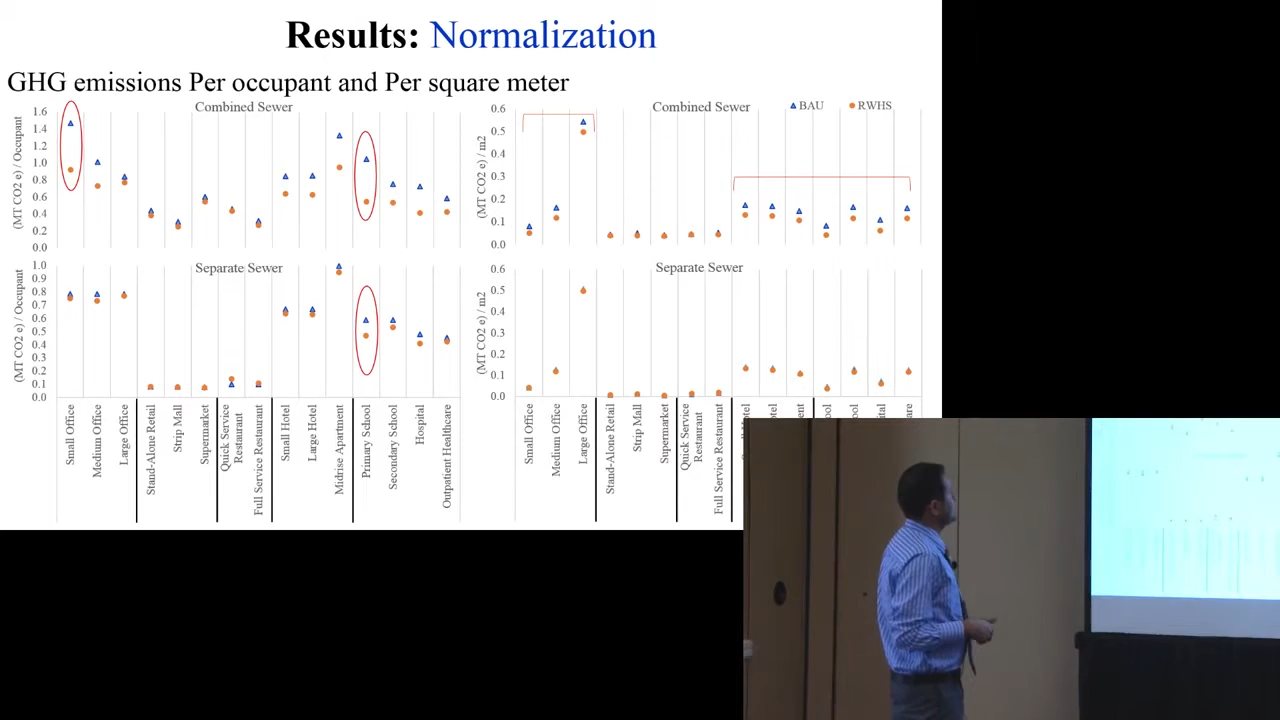 Results: Normalization
GHG emissions Per occupant and Per square meter
Combined Sewer
(MT CO2 e) / Occupant
1.6
1.4
1.2
1.0
0.8
0.6
0.4
0.2
0.0
Combined Sewer
BAU
RWHS
(MT CO2 e) / m2
0.6
0.5
0.4
0.3
0.2
0.1
0.0
Separate Sewer
(MT CO2 e) / Occupant
1.0
0.9
0.8
0.7
0.6
0.5
0.4
0.3
0.2
0.1
0.0
Small Office
Medium Office
Large Office
Stand-Alone Retail
Strip Mall
Supermarket
Quick Service
Restaurant
Full Service Restaurant
Small Hotel
Large Hotel
Midrise Apartment
Primary School
Secondary School
Hospital
Outpatient Healthcare
Separate Sewer
(MT CO2 e) / m2
0.6
0.5
0.4
0.3
0.2
0.1
0.0
Small Office
Medium Office
Large Office
Stand-Alone Retail
Strip Mall
Supermarket
Quick Service
Restaurant
Full Service Restaurant